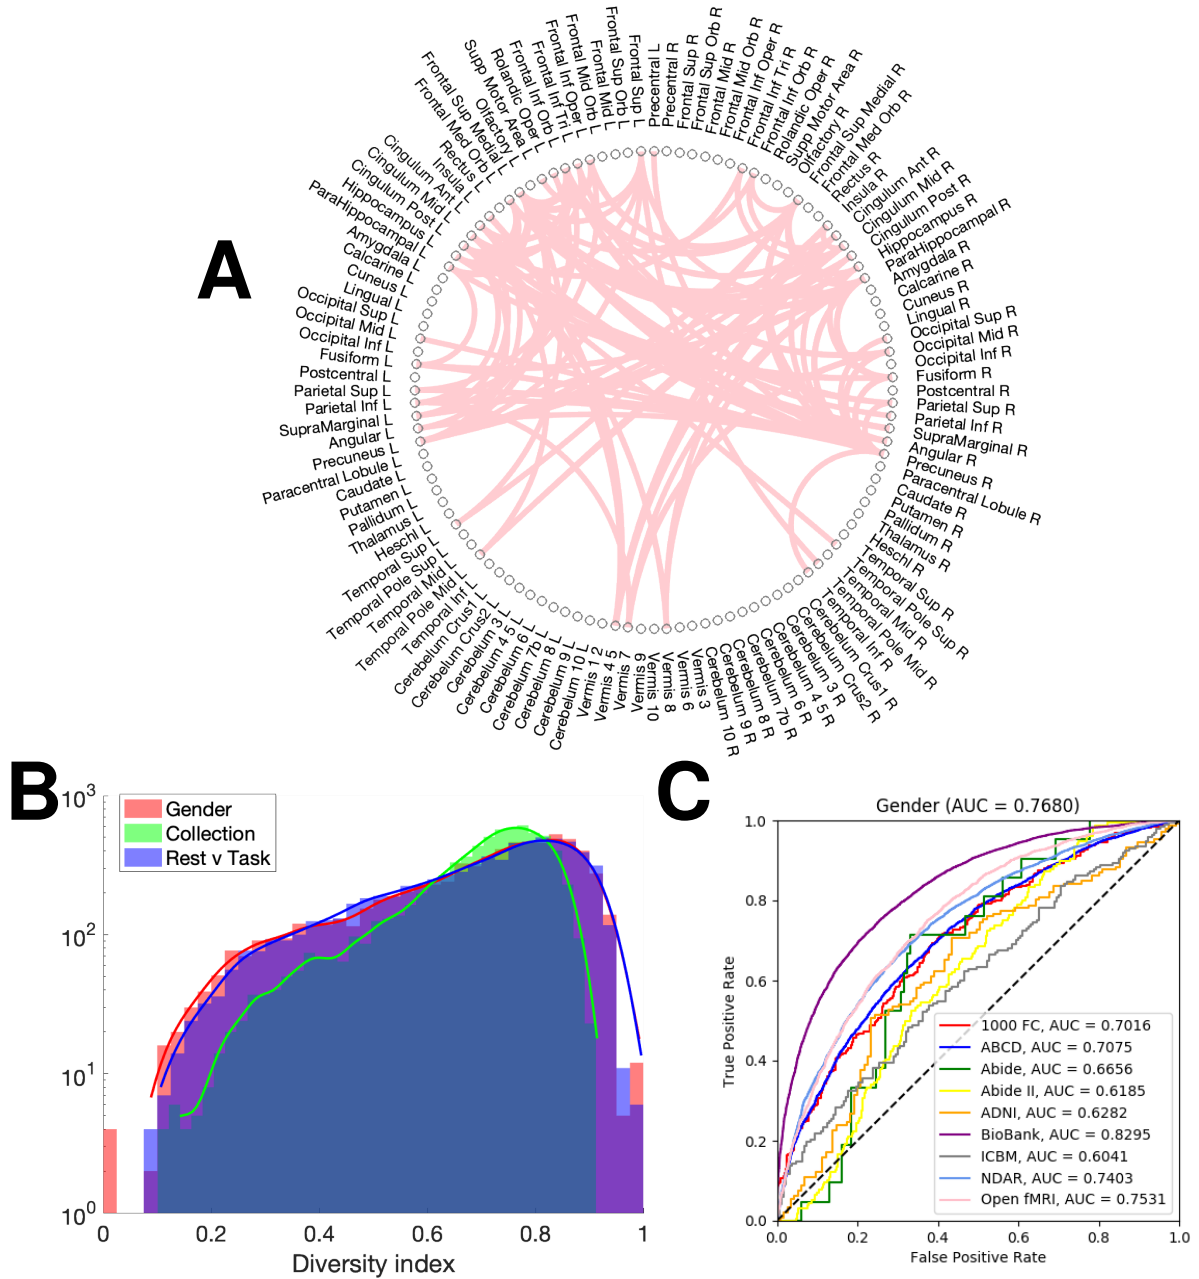 A
Precentral L
Frontal Sup L
Frontal Sup Orb L
Frontal Mid L
Frontal Mid Orb L
Frontal Inf Oper L
Frontal Inf Tri L
Frontal Inf Orb L
Rolandic Oper L
Supp Motor Area L
Olfactory L
Frontal Sup Medial L
Frontal Med Orb L
Rectus L
Insula L
Cingulum Ant L
Cingulum Mid L
Cingulum Post L
Hippocampus L
ParaHippocampal L
Amygdala L
Calcarine L
Cuneus L
Lingual L
Occipital Sup L
Occipital Mid L
Occipital Inf L
Fusiform L
Postcentral L
Parietal Sup L
Parietal Inf L
SupraMarginal L
Angular L
Precuneus L
Paracentral Lobule L
Caudate L
Putamen L
Pallidum L
Thalamus L
Heschl L
Temporal Sup L
Temporal Pole Sup L
Temporal Mid L
Temporal Pole Mid L
Temporal Inf L
Cerebelum Crus1 L
Cerebelum Crus2 L
Cerebelum 3 L
Cerebelum 4 5 L
Cerebelum 6 L
Cerebelum 7b L
Cerebelum 8 L
Cerebelum 9 L
Cerebelum 10 L
Vermis 1 2
Vermis 4 5
Vermis 7
Vermis 9
Vermis 10
Vermis 8
Vermis 6
Vermis 3
Cerebelum 10 R
Cerebelum 9 R
Cerebelum 8 R
Cerebelum 7b R
Cerebelum 6 R
Cerebelum 4 5 R
Cerebelum 3 R
Cerebelum Crus2 R
Cerebelum Crus1 R
Temporal Inf R
Temporal Pole Mid R
Temporal Mid R
Temporal Pole Sup R
Temporal Sup R
Heschl R
Thalamus R
Pallidum R
Putamen R
Caudate R
Paracentral Lobule R
Precuneus R
Angular R
SupraMarginal R
Parietal Inf R
Parietal Sup R
Postcentral R
Fusiform R
Occipital Inf R
Occipital Mid R
Occipital Sup R
Lingual R
Cuneus R
Calcarine R
Amygdala R
ParaHippocampal R
Hippocampus R
Cingulum Post R
Cingulum Mid R
Cingulum Ant R
Insula R
Rectus R
Frontal Med Orb R
Frontal Sup Medial R
Olfactory R
Supp Motor Area R
Rolandic Oper R
Frontal Inf Orb R
Frontal Inf Tri R
Frontal Inf Oper R
Frontal Mid Orb R
Frontal Mid R
Frontal Sup Orb R
Frontal Sup R
Precentral R
B
10^3
10^2
10^1
10^0
Gender
Collection
Rest v Task
0
0.2
0.4
0.6
0.8
1
Diversity index
C
Gender (AUC = 0.7680)
True Positive Rate
1.0
0.8
0.6
0.4
0.2
0.0
1000 FC, AUC = 0.7016
ABCD, AUC = 0.7075
Abide, AUC = 0.6656
Abide II, AUC = 0.6185
ADNI, AUC = 0.6282
BioBank, AUC = 0.8295
ICBM, AUC = 0.6041
NDAR, AUC = 0.7403
Open fMRI, AUC = 0.7531
0.0
0.2
0.4
0.6
0.8
1.0
False Positive Rate